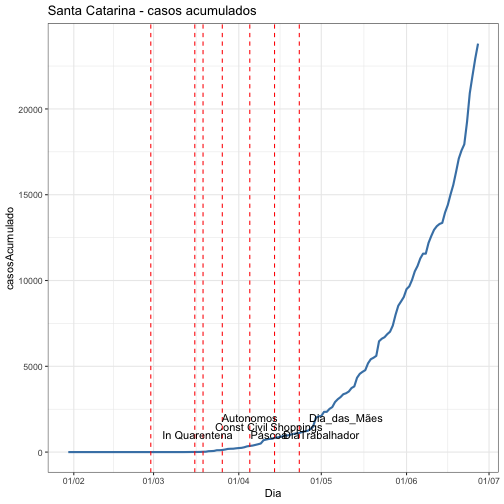 Santa Catarina - casos acumulados
casosAcumulado
20000
15000
10000
5000
0
Autonomos
Dia_das_Mães
Const Civil
Shoppings
In Quarentena
Páscoa
DiaTrabalhador
01/02
01/03
01/04
01/05
01/06
01/07
Dia